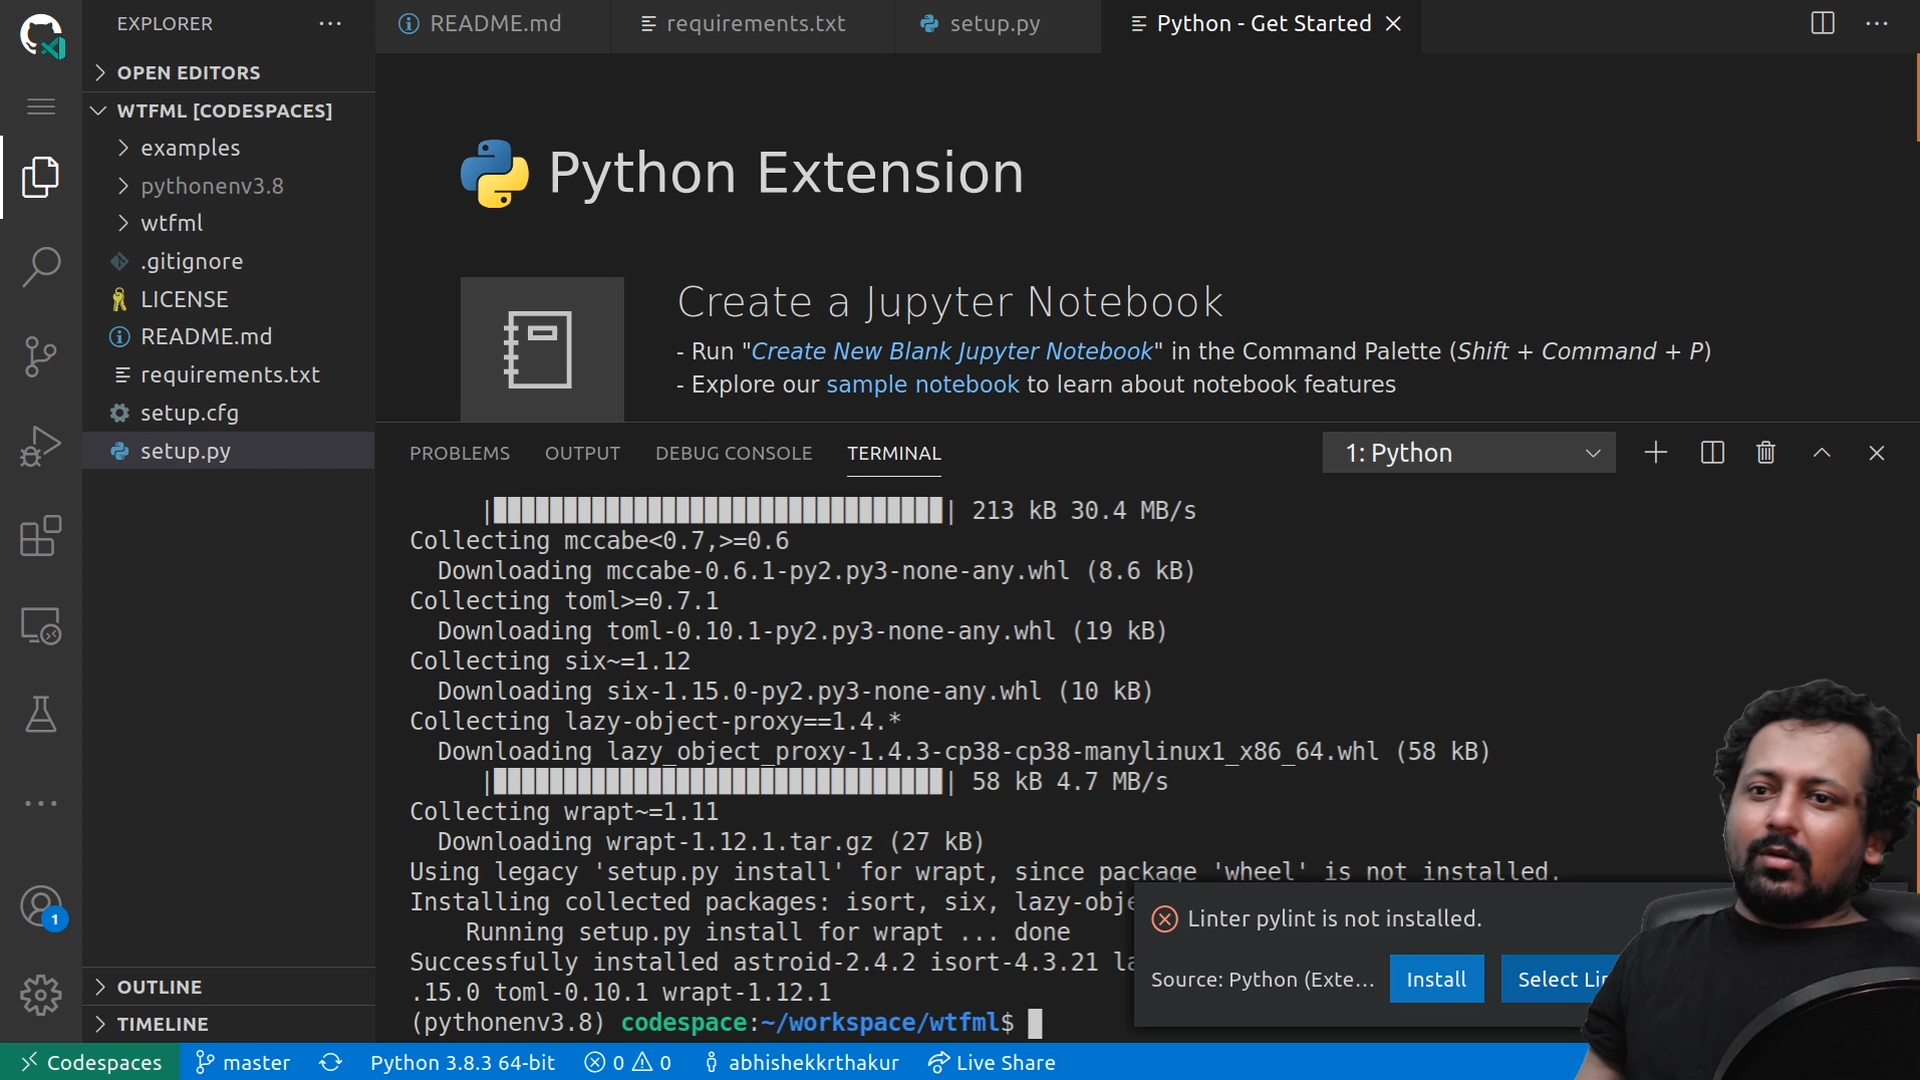 EXPLORER
OPEN EDITORS
WTFML [CODESPACES]
examples
pythonenv3.8
wtfml
.gitignore
LICENSE
README.md
requirements.txt
setup.cfg
setup.py
OUTLINE
TIMELINE
1
README.md
requirements.txt
setup.py
Python - Get Started
Python Extension
Create a Jupyter Notebook
- Run "Create New Blank Jupyter Notebook" in the Command Palette (Shift + Command + P)
- Explore our sample notebook to learn about notebook features
PROBLEMS OUTPUT DEBUG CONSOLE TERMINAL
1: Python
|████████████████████████████████| 213 kB 30.4 MB/s
Collecting mccabe<0.7,>=0.6
Downloading mccabe-0.6.1-py2.py3-none-any.whl (8.6 kB)
Collecting toml>=0.7.1
Downloading toml-0.10.1-py2.py3-none-any.whl (19 kB)
Collecting six~=1.12
Downloading six-1.15.0-py2.py3-none-any.whl (10 kB)
Collecting lazy-object-proxy==1.4.*
Downloading lazy_object_proxy-1.4.3-cp38-cp38-manylinux1_x86_64.whl (58 kB)
|████████████████████████████████| 58 kB 4.7 MB/s
Collecting wrapt~=1.11
Downloading wrapt-1.12.1.tar.gz (27 kB)
Using legacy 'setup.py install' for wrapt, since package 'wheel' is not installed.
Installing collected packages: isort, six, lazy-obje
Running setup.py install for wrapt ... done
Successfully installed astroid-2.4.2 isort-4.3.21 la
.15.0 toml-0.10.1 wrapt-1.12.1
(pythonenv3.8) codespace:~/workspace/wtfml$
Linter pylint is not installed.
Source: Python (Exte...
Install
Select Li
Codespaces
master
Python 3.8.3 64-bit
0 0
abhishekkrthakur
Live Share